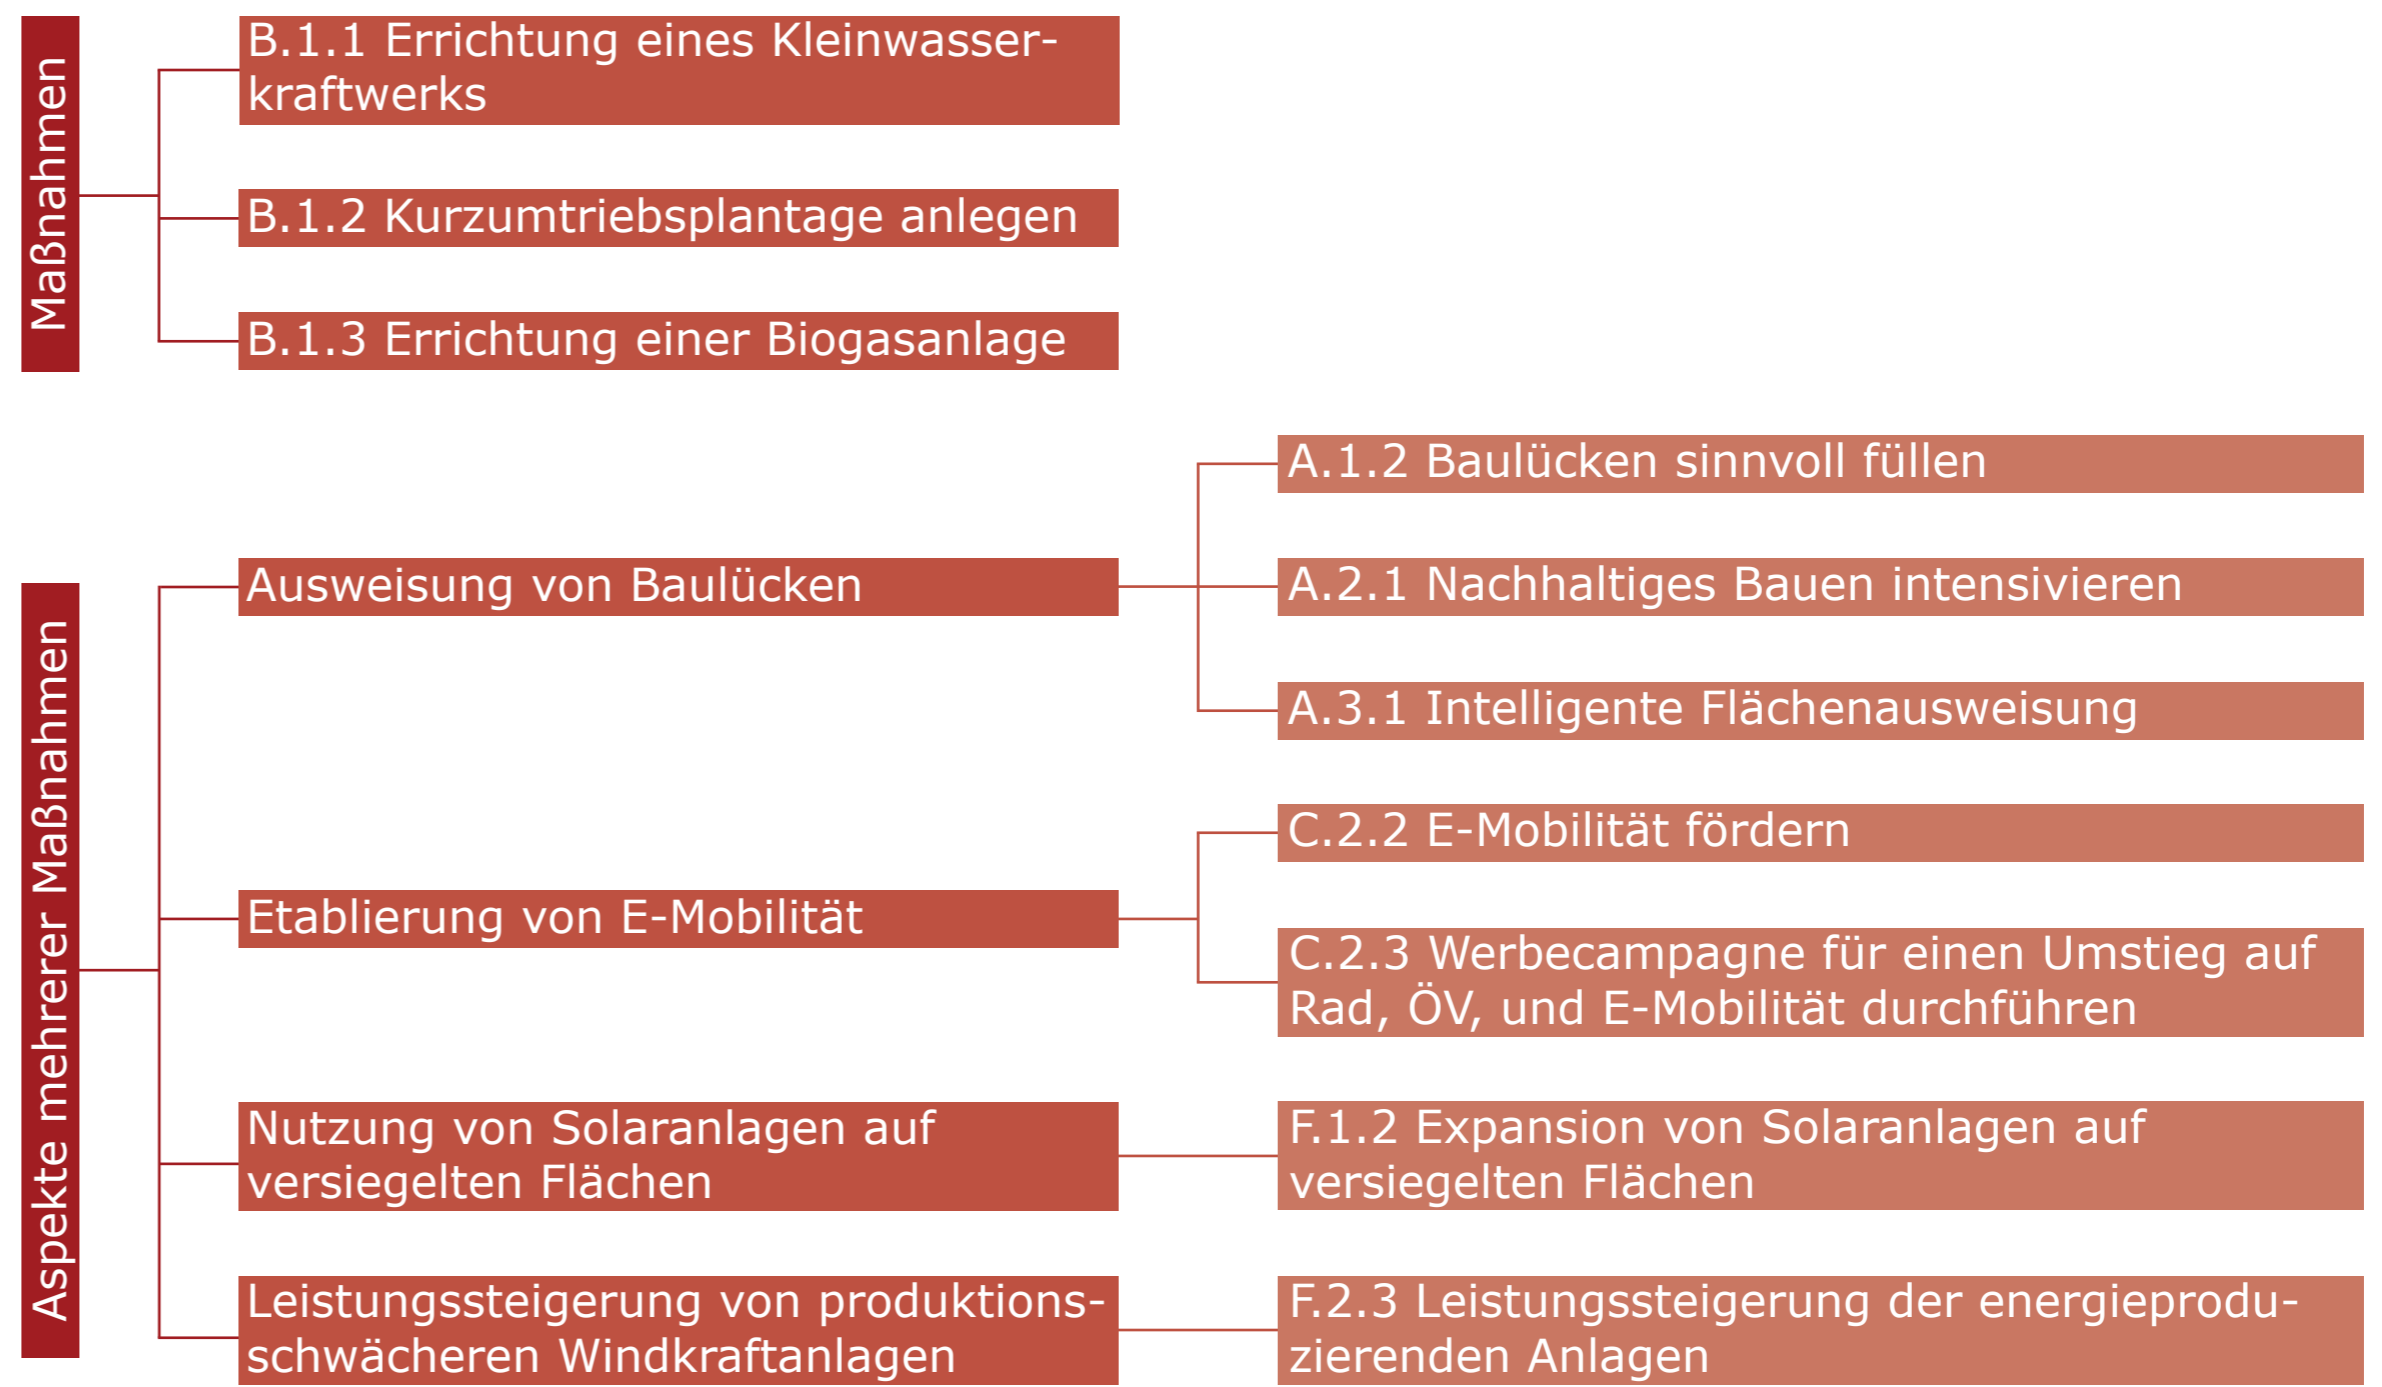 Maßnahmen
B.1.1 Errichtung eines Kleinwasser-
kraftwerks
B.1.2 Kurzumtriebsplantage anlegen
B.1.3 Errichtung einer Biogasanlage
Aspekte mehrerer Maßnahmen
Ausweisung von Baulücken
A.1.2 Baulücken sinnvoll füllen
A.2.1 Nachhaltiges Bauen intensivieren
A.3.1 Intelligente Flächenausweisung
Etablierung von E-Mobilität
C.2.2 E-Mobilität fördern
C.2.3 Werbecampagne für einen Umstieg auf
Rad, ÖV, und E-Mobilität durchführen
Nutzung von Solaranlagen auf
versiegelten Flächen
F.1.2 Expansion von Solaranlagen auf
versiegelten Flächen
Leistungssteigerung von produktions-
schwächeren Windkraftanlagen
F.2.3 Leistungssteigerung der energieprodu-
zierenden Anlagen